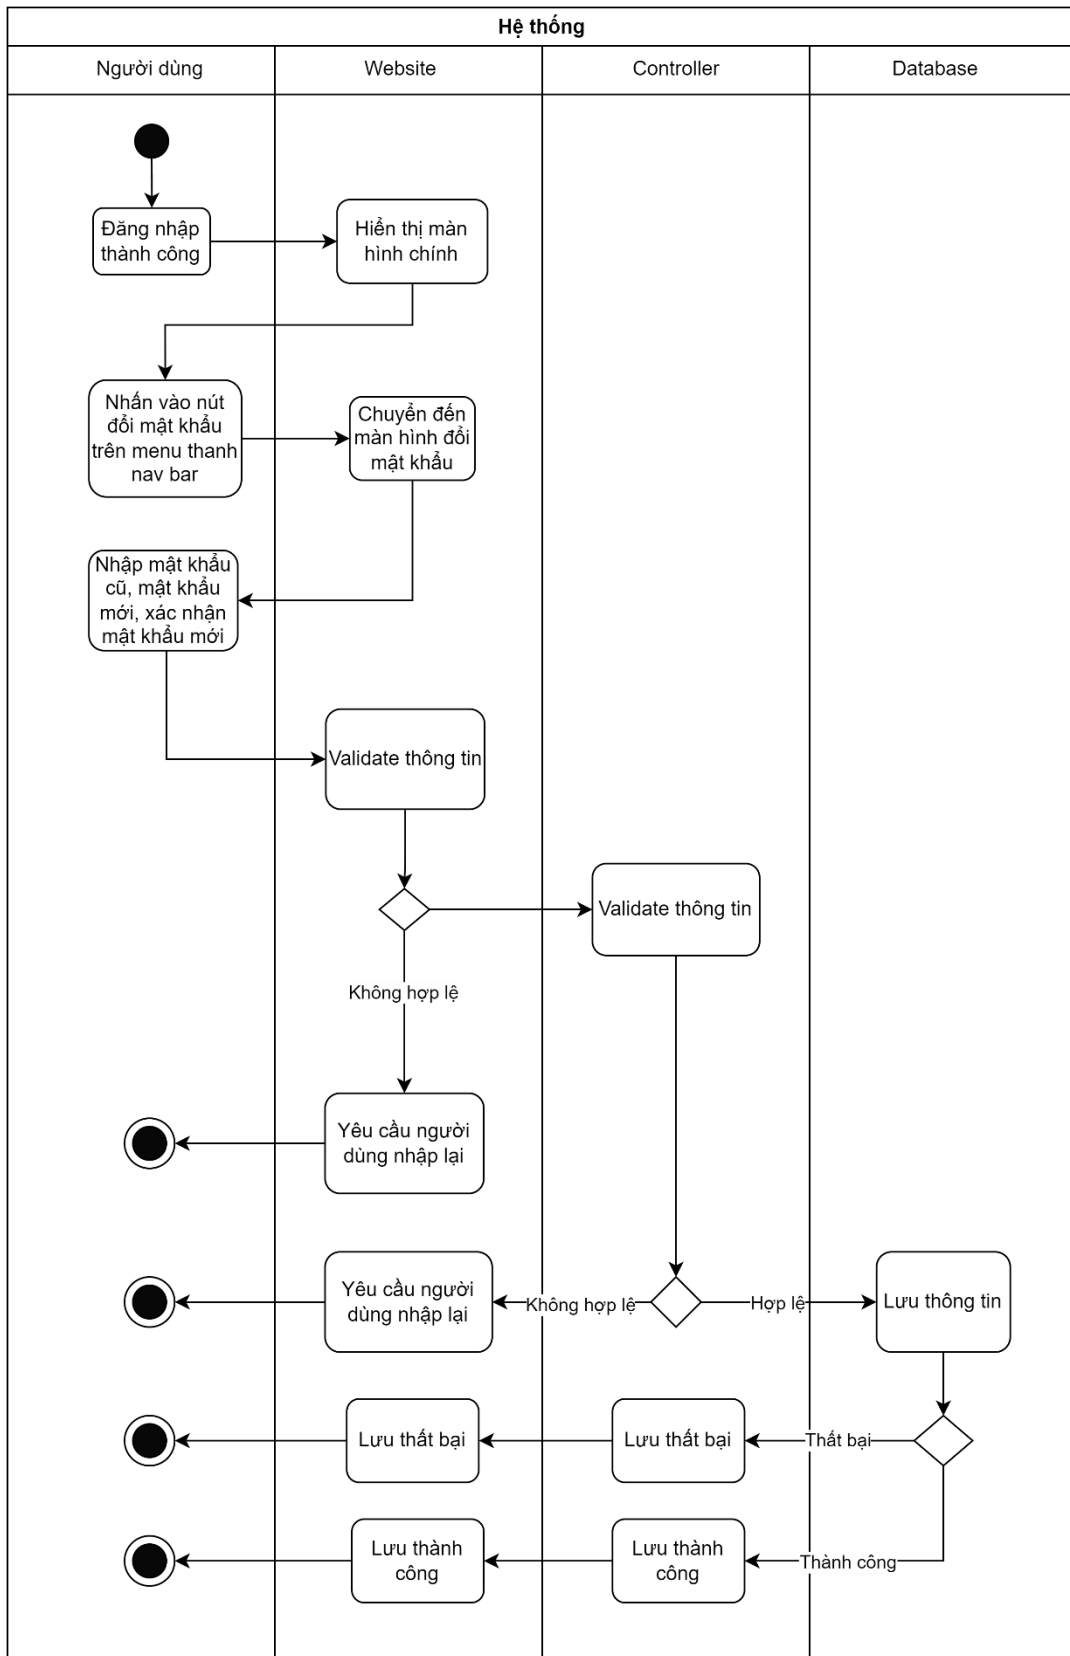 Hệ thống
Người dùng
Website
Controller
Database
Đăng nhập
thành công
Hiển thị màn
hình chính
Nhấn vào nút
đổi mật khẩu
trên menu thanh
nav bar
Chuyển đến
màn hình đổi
mật khẩu
Nhập mật khẩu
cũ, mật khẩu
mới, xác nhận
mật khẩu mới
Validate thông tin
Validate thông tin
Không hợp lệ
Yêu cầu người
dùng nhập lại
Yêu cầu người
dùng nhập lại
Không hợp lệ
Hợp lệ
Lưu thông tin
Lưu thất bại
Lưu thất bại
Thất bại
Lưu thành
công
Lưu thành
công
Thành công